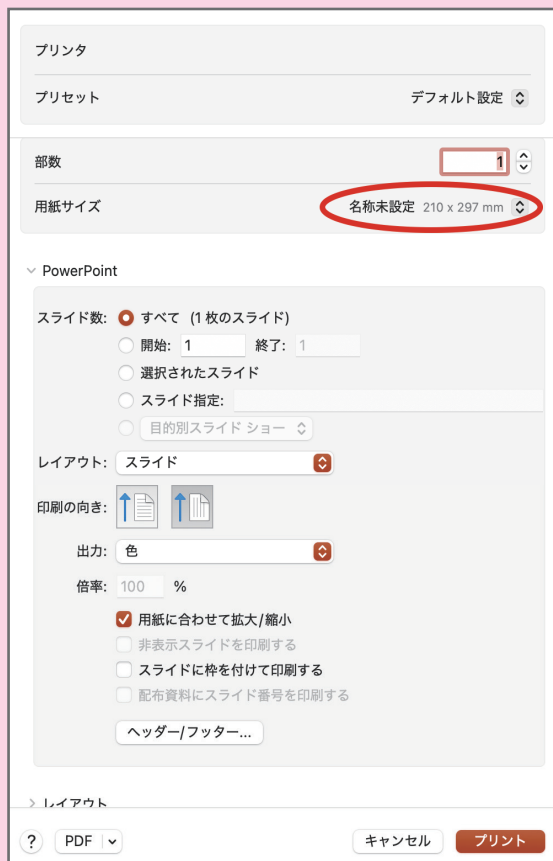 プリンタ
プリセット デフォルト設定
部数 1
用紙サイズ 名称未設定 210 x 297 mm
PowerPoint
スライド数: すべて (1 枚のスライド)
開始: 1 終了: 1
選択されたスライド
スライド指定:
目的別スライド ショー
レイアウト: スライド
印刷の向き:
出力: 色
倍率: 100 %
用紙に合わせて拡大/縮小
非表示スライドを印刷する
スライドに枠を付けて印刷する
配布資料にスライド番号を印刷する
ヘッダー/フッター...
レイアウト
? PDF キャンセル プリント